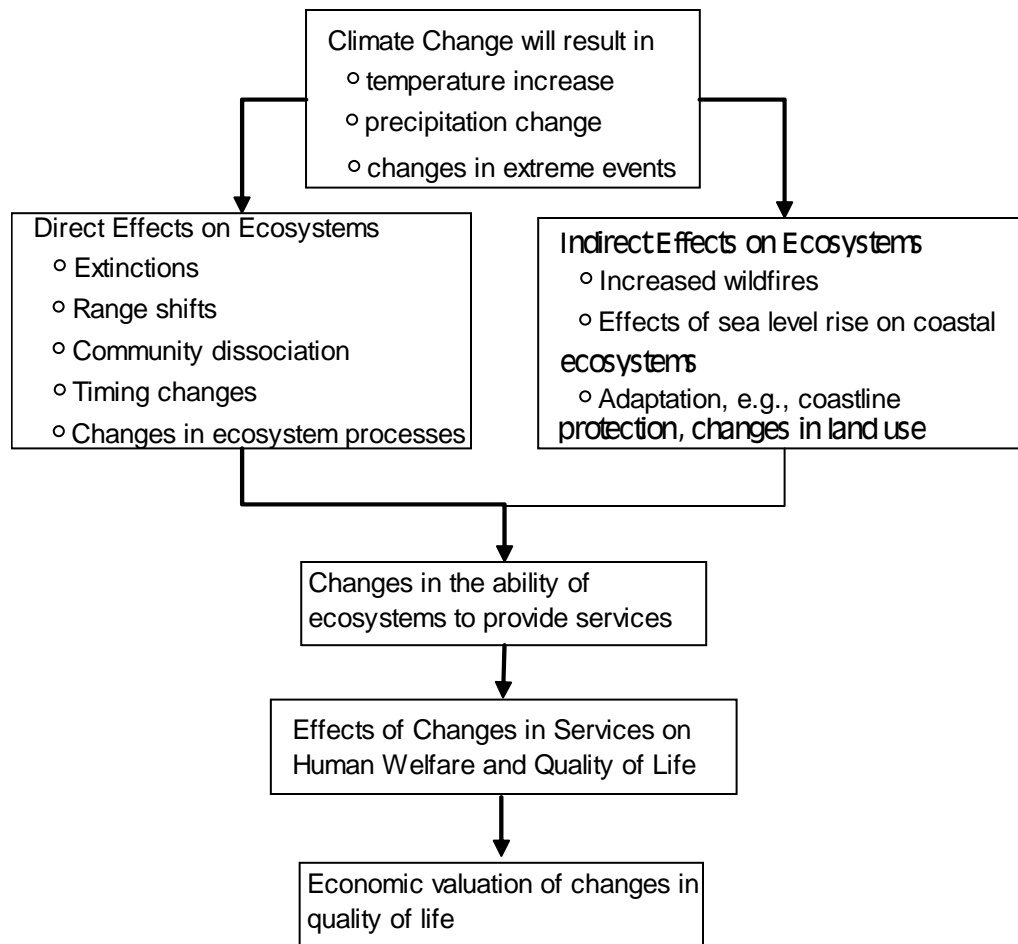 Climate Change will result in
° temperature increase
° precipitation change
° changes in extreme events
Direct Effects on Ecosystems
° Extinctions
° Range shifts
° Community dissociation
° Timing changes
° Changes in ecosystem processes
Indirect Effects on Ecosystems
° Increased wildfires
° Effects of sea level rise on coastal
ecosystems
° Adaptation, e.g., coastline
protection, changes in land use
Changes in the ability of
ecosystems to provide services
Effects of Changes in Services on
Human Welfare and Quality of Life
Economic valuation of changes in
quality of life